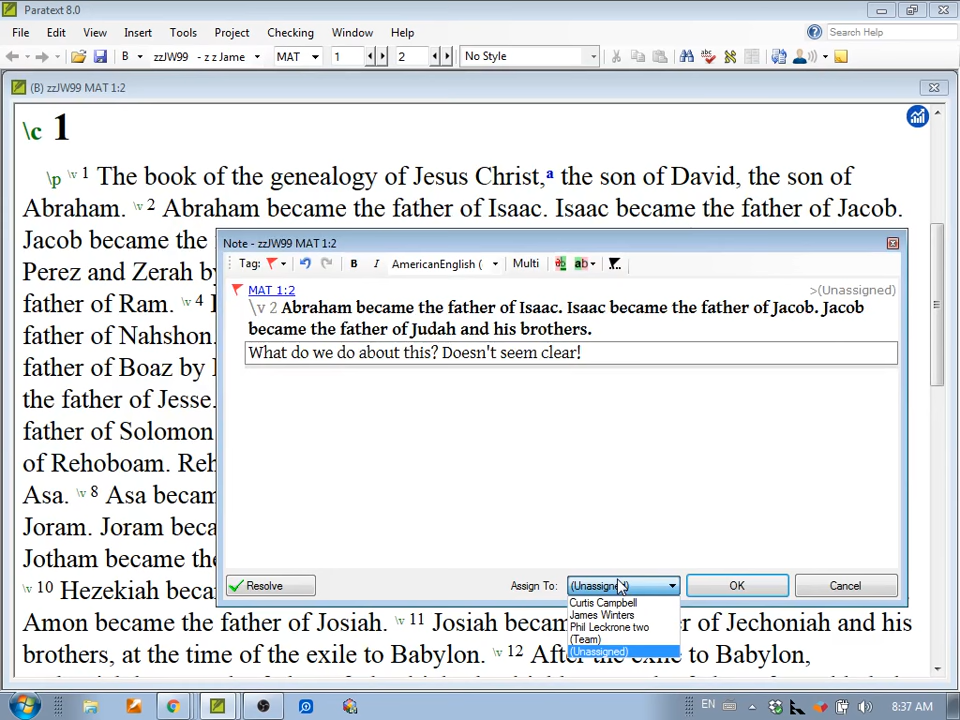 Paratext 8.0
File Edit View Insert Tools Project Checking Window Help
Search Help
B zzJW99 - z z Jame MAT 1 2 No Style
(B) zzJW99 MAT 1:2
\c 1
\p \v 1 The book of the genealogy of Jesus Christ,a the son of David, the son of
Abraham. \v 2 Abraham became the father of Isaac. Isaac became the father of Jacob.
Jacob became the
Perez and Zerah by
father of Ram. \v 4
father of Nahshon.
father of Boaz by
the father of Jesse.
father of Solomon
of Rehoboam. Reh
Asa. \v 8 Asa becam
Joram. Joram beca
Jotham became the
\v 10 Hezekiah
Amon became the father of Josiah. \v 11 Josiah becam father of Jechoniah and his
brothers, at the time of the exile to Babylon. \v 12 After the exile to Babylon,
Note - zzJW99 MAT 1:2
Tag: B I AmericanEnglish ( Multi ab ab
MAT 1:2 >(Unassigned)
\v 2 Abraham became the father of Isaac. Isaac became the father of Jacob. Jacob
became the father of Judah and his brothers.
What do we do about this? Doesn't seem clear!
Resolve Assign To: (Unassigned) OK Cancel
Curtis Campbell
James Winters
Phil Leckrone two
(Team)
(Unassigned)
EN 8:37 AM